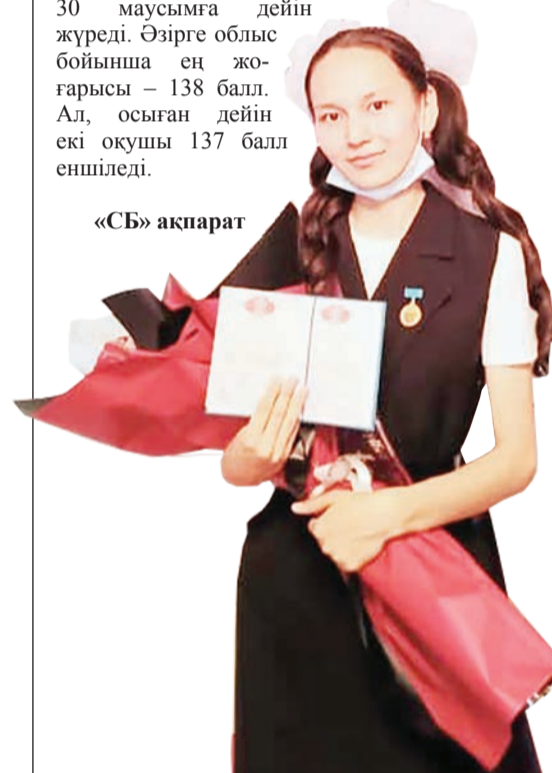 30 маусымға дейін
жүреді. Әзірге облыс
бойынша ең жо-
ғарысы – 138 балл.
Ал, осыған дейін
екі оқушы 137 балл
еншіледі.
«СБ» ақпарат